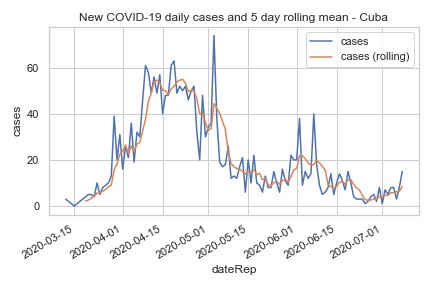 New COVID-19 daily cases and 5 day rolling mean - Cuba
cases
cases (rolling)
cases
60
40
20
0
2020-03-15
2020-04-01
2020-04-15
2020-05-01
2020-05-15
2020-06-01
2020-06-15
2020-07-01
dateRep